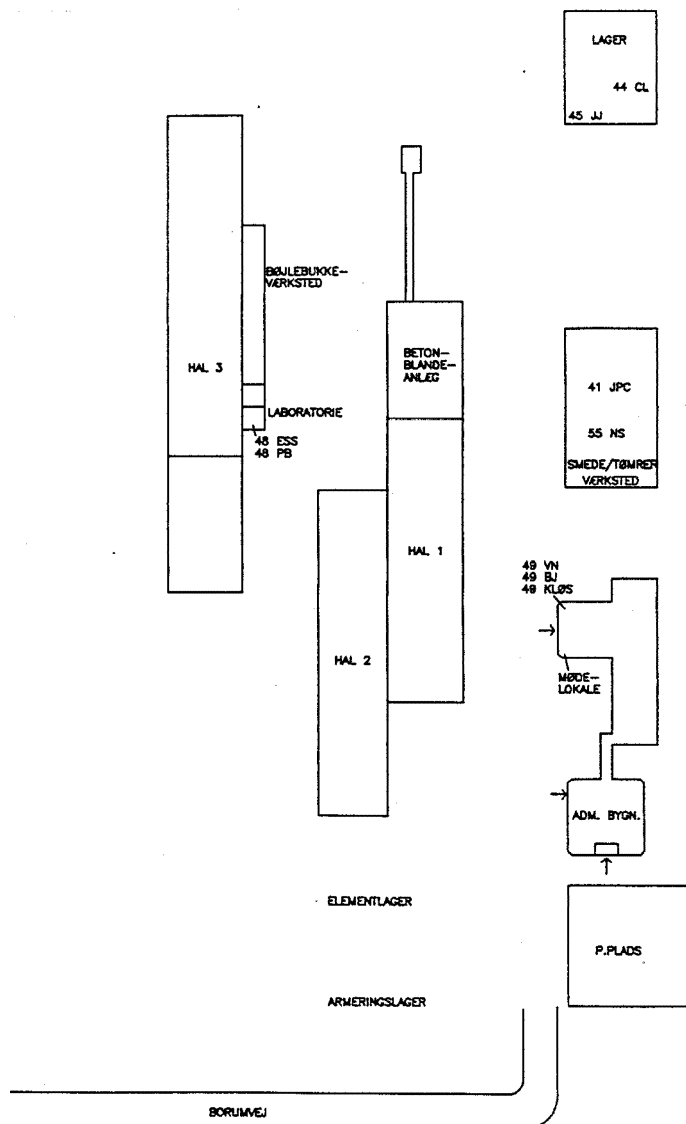 LAGER
44 CL
45 JJ
BØJLEBUKKE-
VÆRKSTED
HAL 3
BETON-
BLANDE-
ANLÆG
41 JPC
LABORATORIE
55 NS
48 ESS
48 PB
SMEDE/TØMRER
VÆRKSTED
HAL 1
49 VN
49 BJ
49 KLØS
HAL 2
MØDE-
LOKALE
ADM. BYGN.
ELEMENTLAGER
P.PLADS
ARMERINGSLAGER
BORUMVEJ